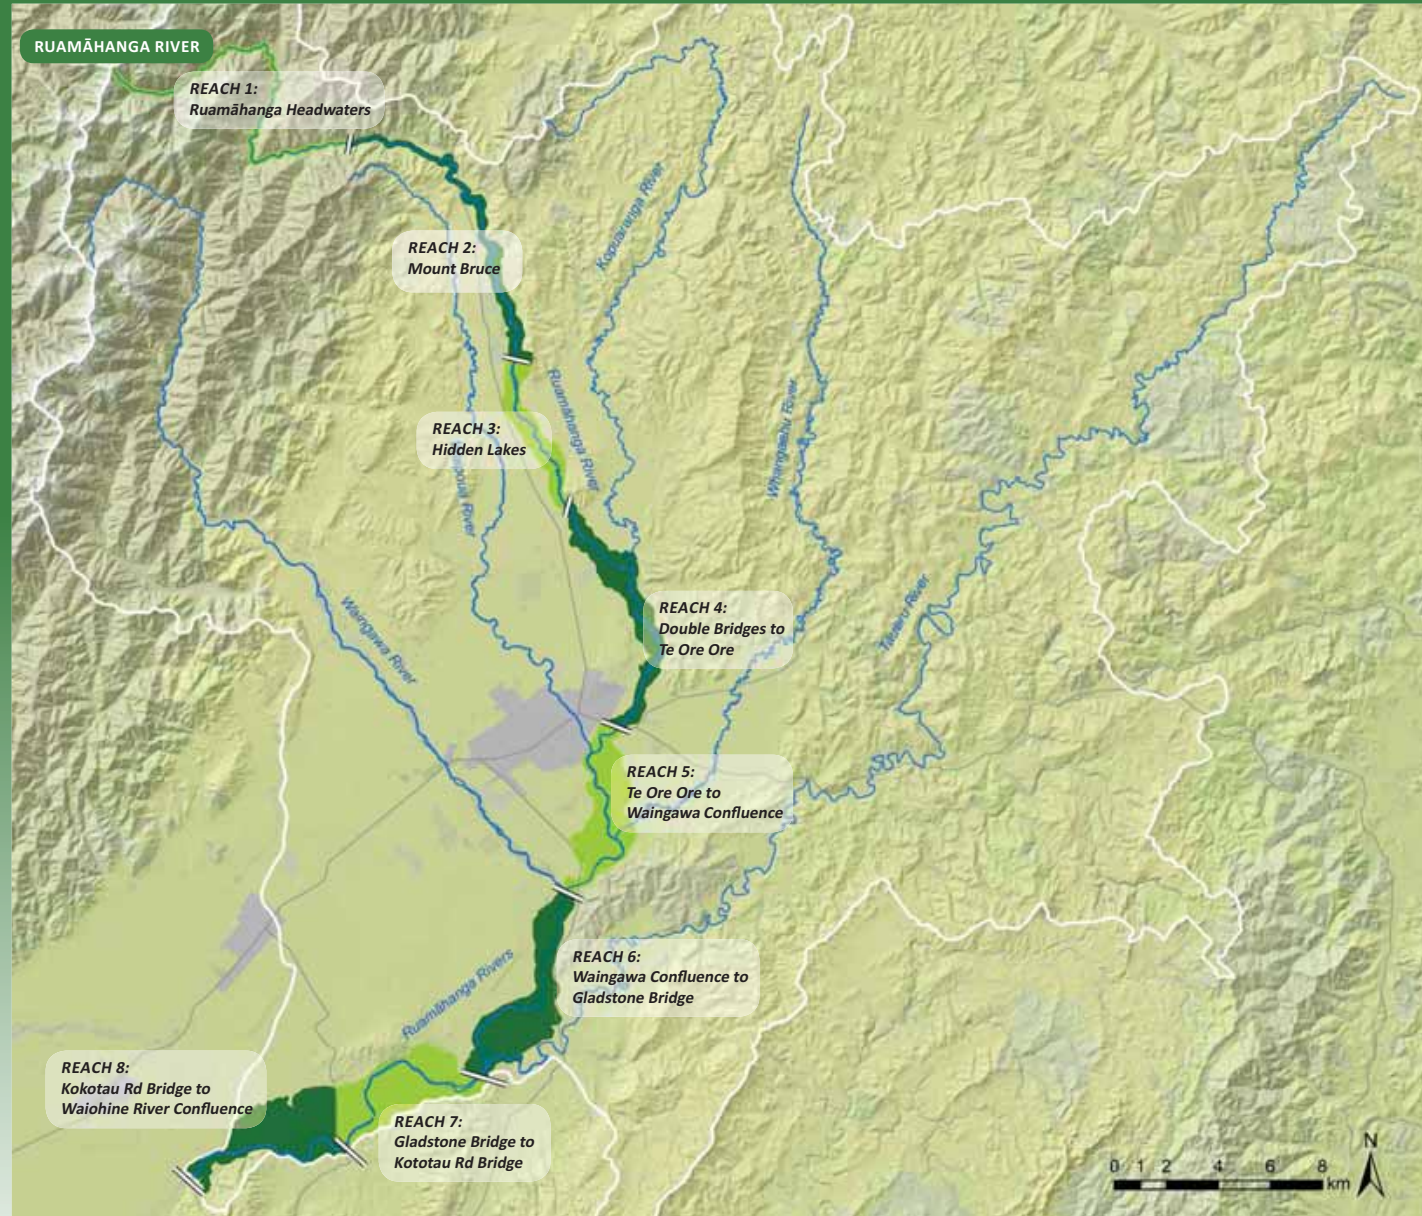 RUAMĀHANGA RIVER
REACH 1:
Ruamāhanga Headwaters
Kopuaranga River
REACH 2:
Mount Bruce
Ruamāhanga River
Whangaehu River
REACH 3:
Hidden Lakes
River
REACH 4:
Double Bridges to
Te Ore Ore
Waingawa River
River
REACH 5:
Te Ore Ore to
Waingawa Confluence
REACH 6:
Waingawa Confluence to
Gladstone Bridge
Ruamāhanga Rivers
REACH 8:
Kokotau Rd Bridge to
Waiohine River Confluence
REACH 7:
Gladstone Bridge to
Kototau Rd Bridge
N
0 1 2 4 6 8
km